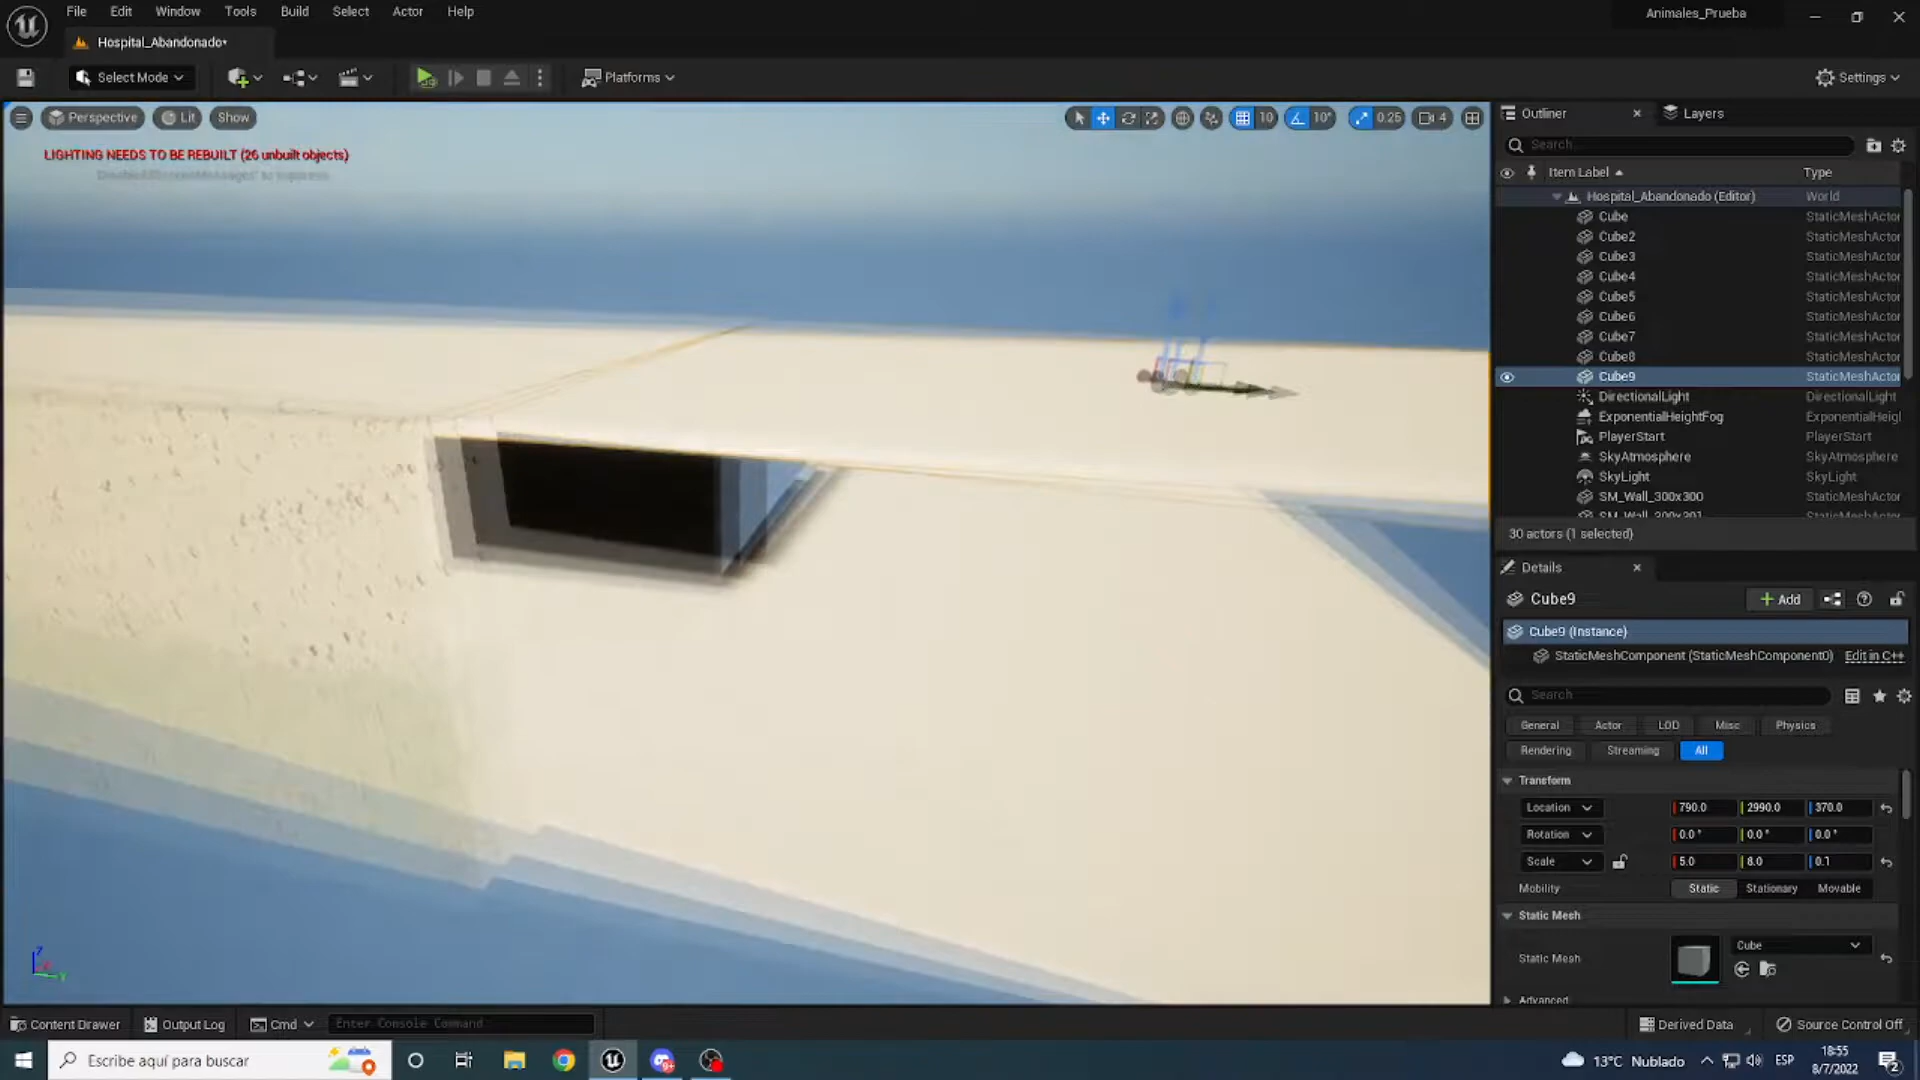 File Edit Window Tools Build Select Actor Help
Animales_Prueba
Hospital_Abandonado*
Select Mode
Platforms
Settings
Perspective Lit Show
10 10° 0.25 4
LIGHTING NEEDS TO BE REBUILT (26 unbuilt objects)
'DisableAllScreenMessages' to suppress
Outliner Layers
Search...
Item Label Type
Hospital_Abandonado (Editor) World
Cube StaticMeshActor
Cube2 StaticMeshActor
Cube3 StaticMeshActor
Cube4 StaticMeshActor
Cube5 StaticMeshActor
Cube6 StaticMeshActor
Cube7 StaticMeshActor
Cube8 StaticMeshActor
Cube9 StaticMeshActor
DirectionalLight DirectionalLight
ExponentialHeightFog ExponentialHeigl
PlayerStart PlayerStart
SkyAtmosphere SkyAtmosphere
SkyLight SkyLight
SM_Wall_300x300 StaticMeshActor
30 actors (1 selected)
Details
Cube9 Add
Cube9 (Instance)
StaticMeshComponent (StaticMeshComponent0) Edit in C++
Search
General Actor LOD Misc Physics
Rendering Streaming All
Transform
Location 790.0 2990.0 370.0
Rotation 0.0 ° 0.0 ° 0.0 °
Scale 5.0 8.0 0.1
Mobility Static Stationary Movable
Static Mesh
Static Mesh Cube
Advanced
Z
Y
Content Drawer Output Log Cmd Enter Console Command
Derived Data Source Control Off
Escribe aquí para buscar
9+
13°C Nublado ESP 18:55
8/7/2022
2